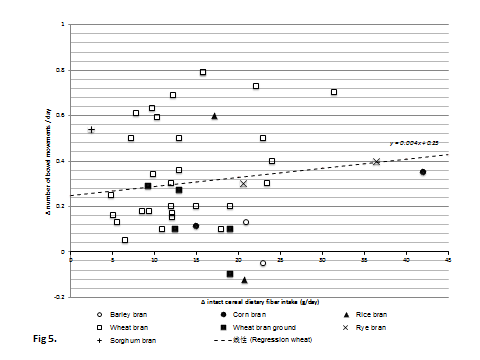 1
0.8
0.6
0.4
0.2
0
-0.2
Δ number of bowel movements / day
y = 0.004x + 0.25
0 5 10 15 20 25 30 35 40 45
Δ intact cereal dietary fiber intake (g/day)
Barley bran Corn bran Rice bran
Wheat bran Wheat bran ground Rye bran
Sorghum bran 線性 (Regression wheat)
Fig 5.